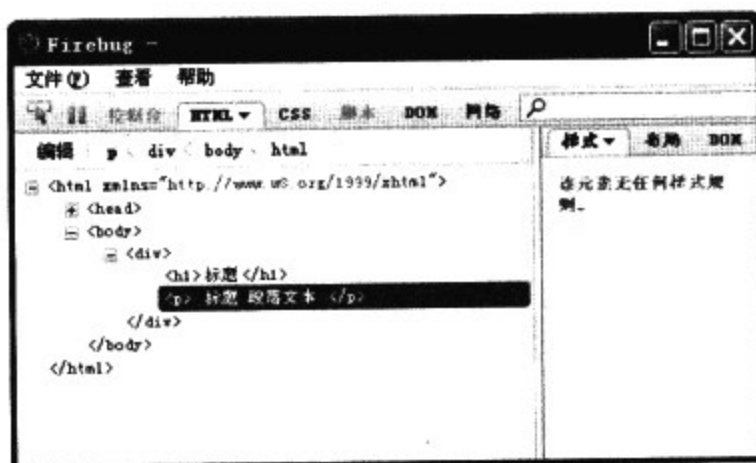 Firebug -
文件(F) 查看 帮助
控制台 HTML CSS 脚本 DOM 网络
编辑 p < div < body < html
样式 布局 DOM
<html xmlns="http://www.w3.org/1999/xhtml">
<head>
<body>
<div>
<h1>标题</h1>
<p> 标题 段落文本 </p>
</div>
</body>
</html>
该元素无任何样式规
则。